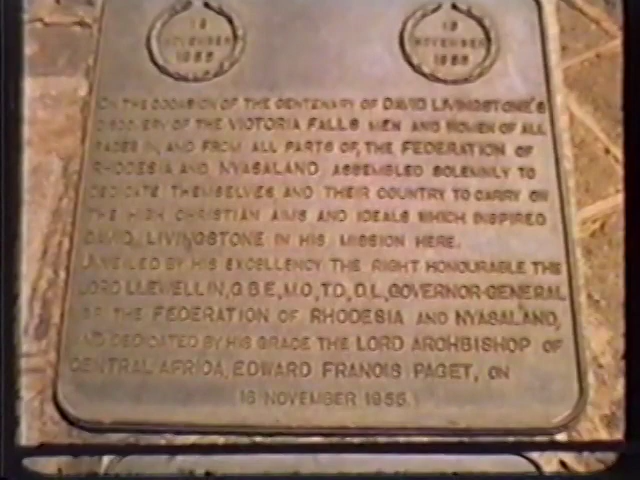 16 NOVEMBER 1955
16 NOVEMBER 1955
ON THE OCCASION OF THE CENTENARY OF DAVID LIVINGSTONE'S
DISCOVERY OF THE VICTORIA FALLS MEN AND WOMEN OF ALL
RACES IN, AND FROM ALL PARTS OF, THE FEDERATION OF
RHODESIA AND NYASALAND, ASSEMBLED SOLEMNLY TO
DEDICATE THEMSELVES AND THEIR COUNTRY TO CARRY ON
THE HIGH CHRISTIAN AIMS AND IDEALS WHICH INSPIRED
DAVID LIVINGSTONE IN HIS MISSION HERE.
UNVEILED BY HIS EXCELLENCY THE RIGHT HONOURABLE THE
LORD LLEWELLIN, G.B.E., M.C., T.D., D.L., GOVERNOR-GENERAL
OF THE FEDERATION OF RHODESIA AND NYASALAND,
AND DEDICATED BY HIS GRACE THE LORD ARCHBISHOP OF
CENTRAL AFRICA, EDWARD FRANCIS PAGET, ON
16 NOVEMBER 1955.